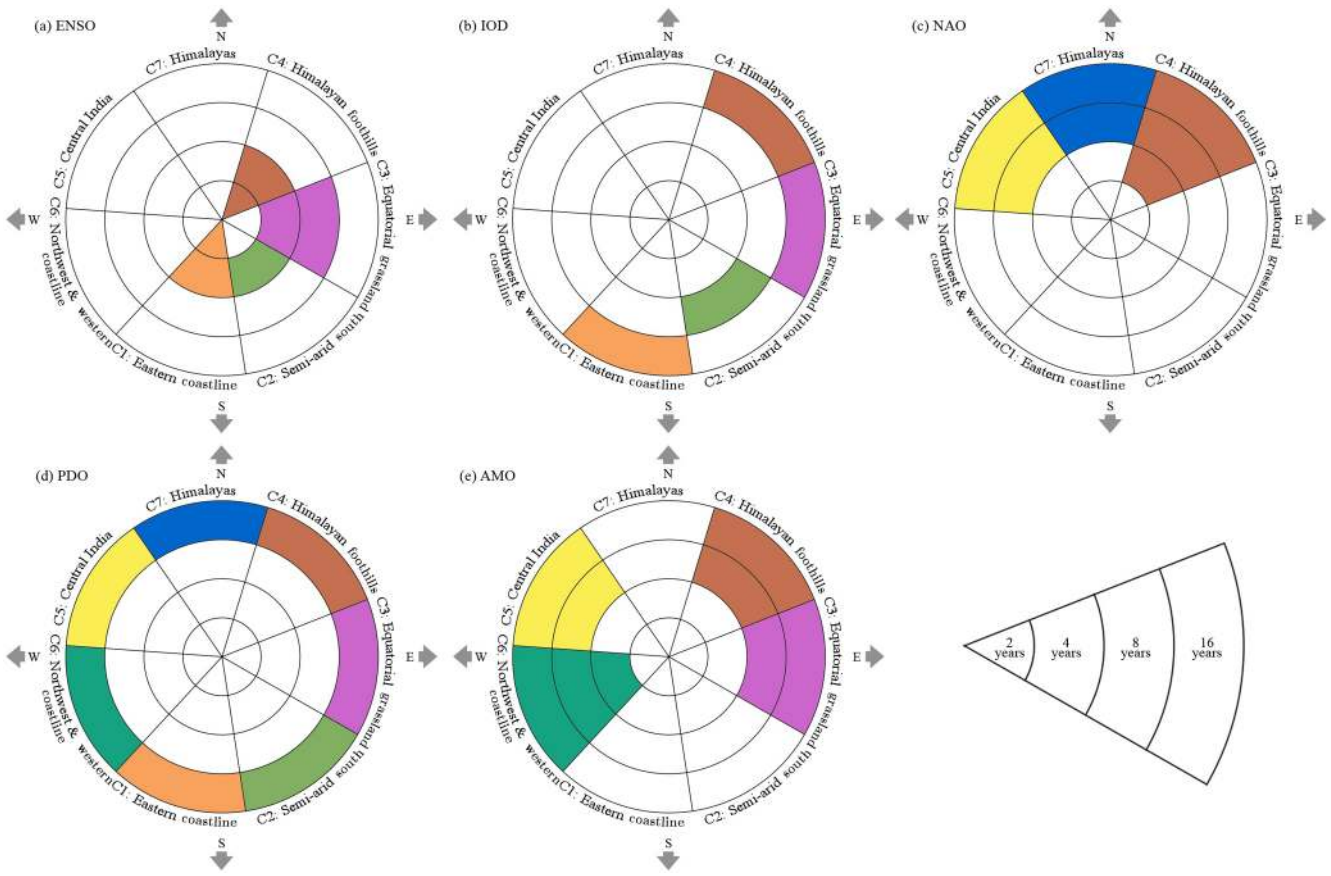 (a) ENSO
N
C7: Himalayas
C4: Himalayan foothills
C5: Central India
C3: Equatorial grassland
W
E
C6: Northwest & western
coastline
C1: Eastern coastline
C2: Semi-arid south
S
(b) IOD
N
C7: Himalayas
C4: Himalayan foothills
C5: Central India
C3: Equatorial grassland
W
E
C6: Northwest & western
coastline
C1: Eastern coastline
C2: Semi-arid south
S
(c) NAO
N
C7: Himalayas
C4: Himalayan foothills
C5: Central India
C3: Equatorial grassland
W
E
C6: Northwest & western
coastline
C1: Eastern coastline
C2: Semi-arid south
S
(d) PDO
N
C7: Himalayas
C4: Himalayan foothills
C5: Central India
C3: Equatorial grassland
W
E
C6: Northwest & western
coastline
C1: Eastern coastline
C2: Semi-arid south
S
(e) AMO
N
C7: Himalayas
C4: Himalayan foothills
C5: Central India
C3: Equatorial grassland
W
E
C6: Northwest & western
coastline
C1: Eastern coastline
C2: Semi-arid south
S
2
years
4
years
8
years
16
years